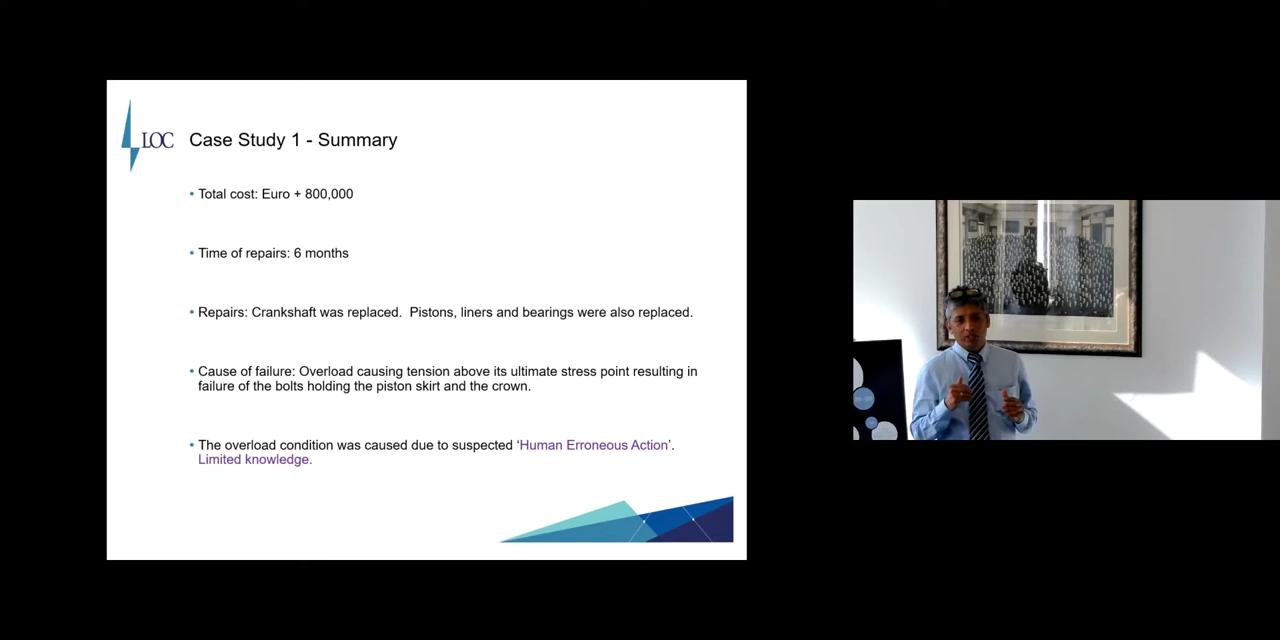 LOC
Case Study 1 - Summary
• Total cost: Euro + 800,000
• Time of repairs: 6 months
• Repairs: Crankshaft was replaced.  Pistons, liners and bearings were also replaced.
• Cause of failure: Overload causing tension above its ultimate stress point resulting in
failure of the bolts holding the piston skirt and the crown.
• The overload condition was caused due to suspected ‘Human Erroneous Action’.
Limited knowledge.